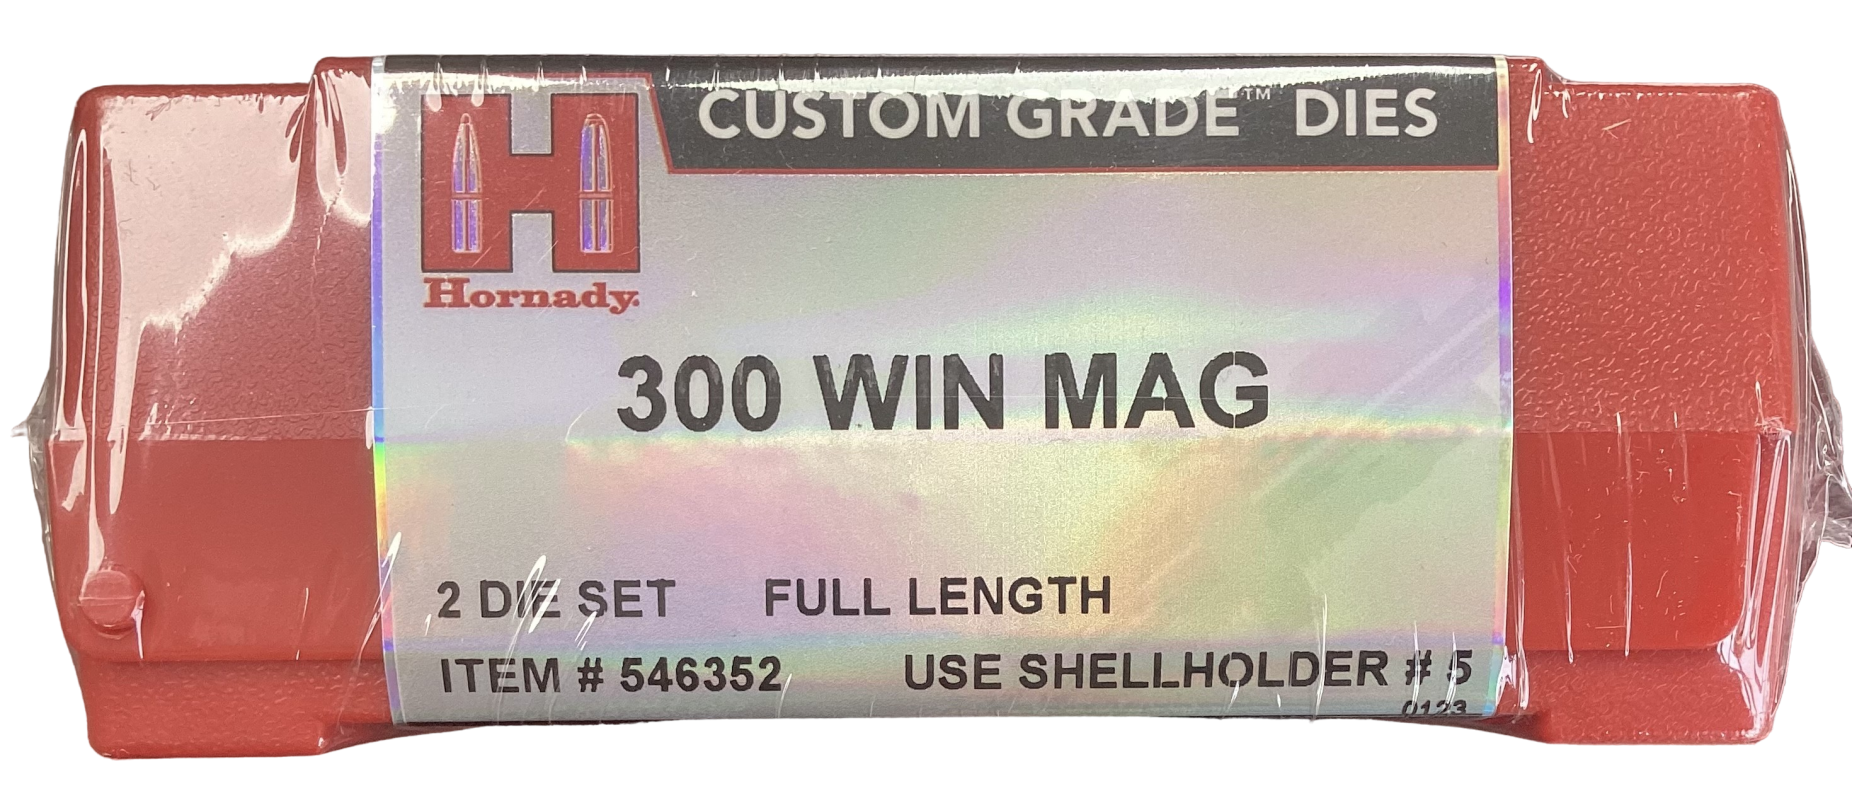 CUSTOM GRADE™ DIES
Hornady.
300 WIN MAG
2 DIE SET FULL LENGTH
ITEM # 546352 USE SHELLHOLDER # 5
0123